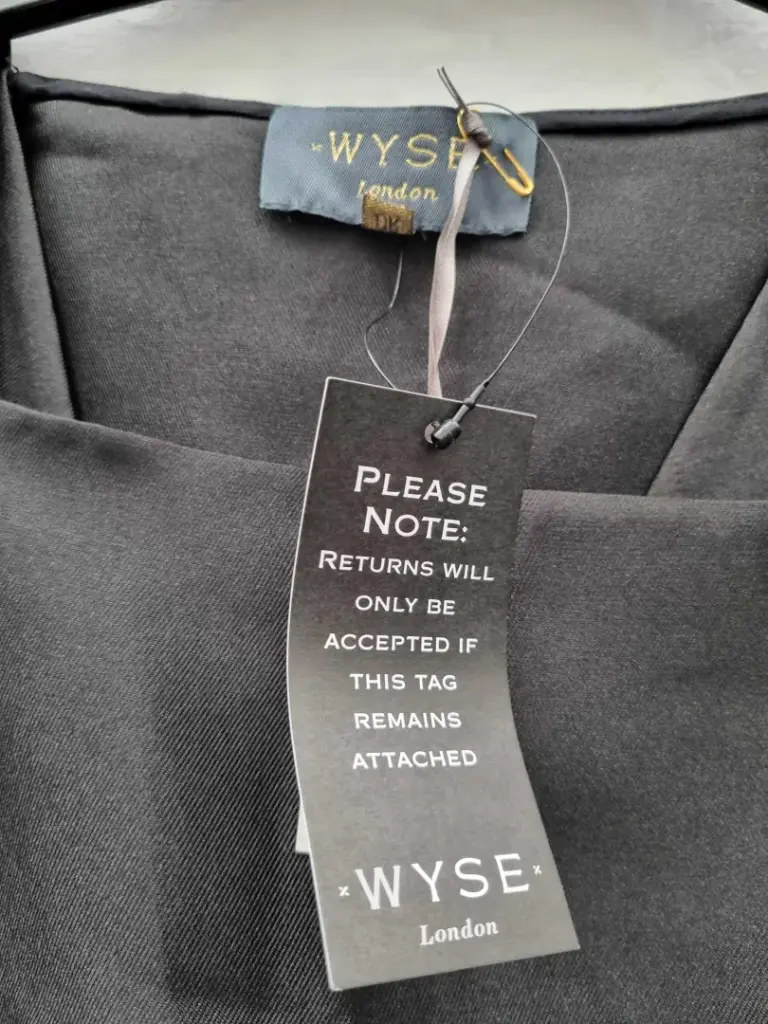 × WYSE
London
PLEASE
NOTE:
RETURNS WILL
ONLY BE
ACCEPTED IF
THIS TAG
REMAINS
ATTACHED
× WYSE ×
London